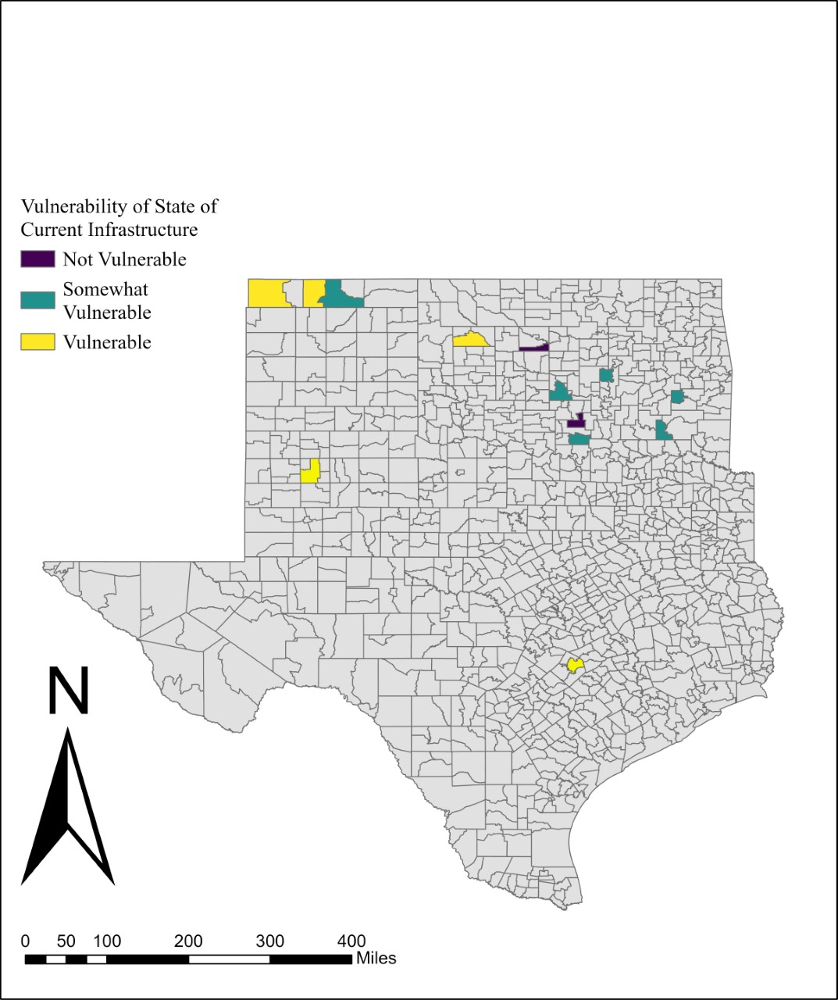 Vulnerability of State of
Current Infrastructure
Not Vulnerable
Somewhat
Vulnerable
Vulnerable
N
0 50 100 200 300 400
Miles